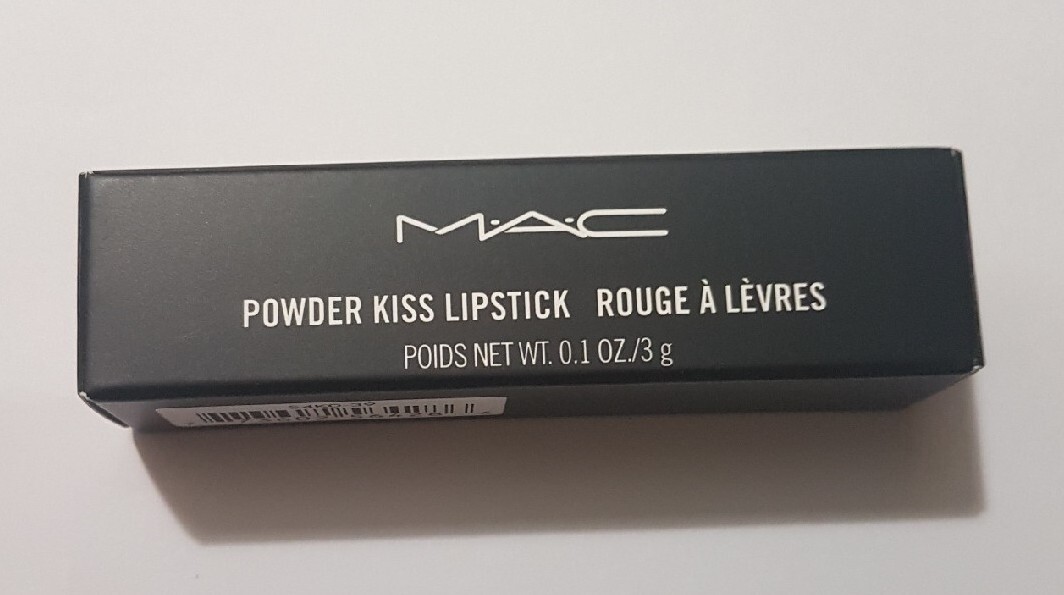 M·A·C
POWDER KISS LIPSTICK ROUGE À LÈVRES
POIDS NET WT. 0.1 OZ./3 g